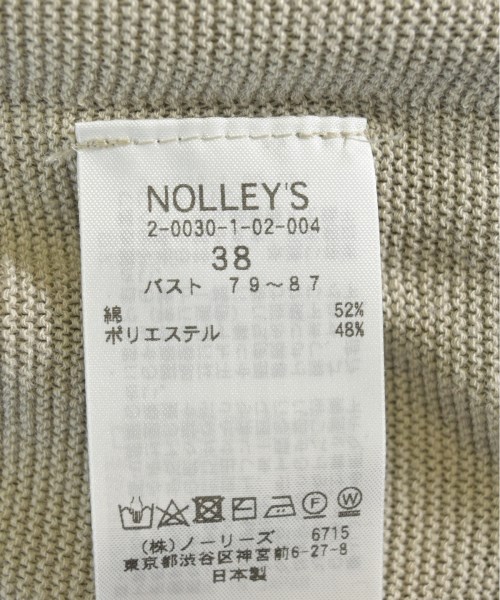 NOLLEY'S
2-0030-1-02-004
38
バスト 79~87
綿 52%
ポリエステル 48%
F W
(株)ノーリーズ 6715
東京都渋谷区神宮前6-27-8
日本製